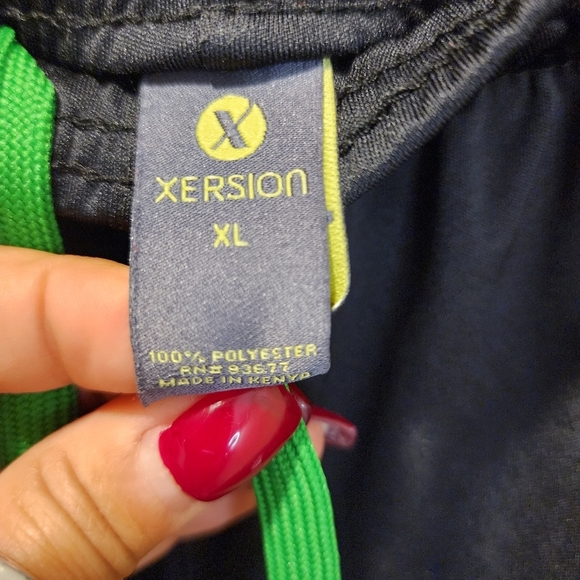 X
XERSION
XL
100% POLYESTER
RN# 93677
MADE IN KENYA